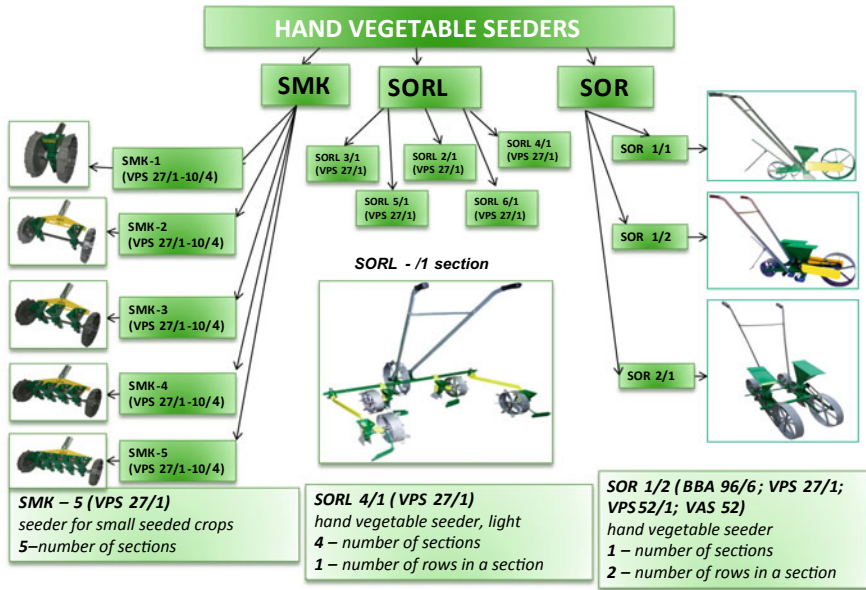 HAND VEGETABLE SEEDERS
SMK
SORL
SOR
SMK-1
(VPS 27/1-10/4)
SMK-2
(VPS 27/1-10/4)
SMK-3
(VPS 27/1-10/4)
SMK-4
(VPS 27/1-10/4)
SMK-5
(VPS 27/1-10/4)
SORL 3/1
(VPS 27/1)
SORL 2/1
(VPS 27/1)
SORL 4/1
(VPS 27/1)
SORL 5/1
(VPS 27/1)
SORL 6/1
(VPS 27/1)
SORL - /1 section
SOR 1/1
SOR 1/2
SOR 2/1
SMK – 5 (VPS 27/1)
seeder for small seeded crops
5–number of sections
SORL 4/1 ( VPS 27/1)
hand vegetable seeder, light
4 – number of sections
1 – number of rows in a section
SOR 1/2 ( BBA 96/6 ; VPS 27/1;
VPS52/1; VAS 52)
hand vegetable seeder
1 – number of sections
2 – number of rows in a section